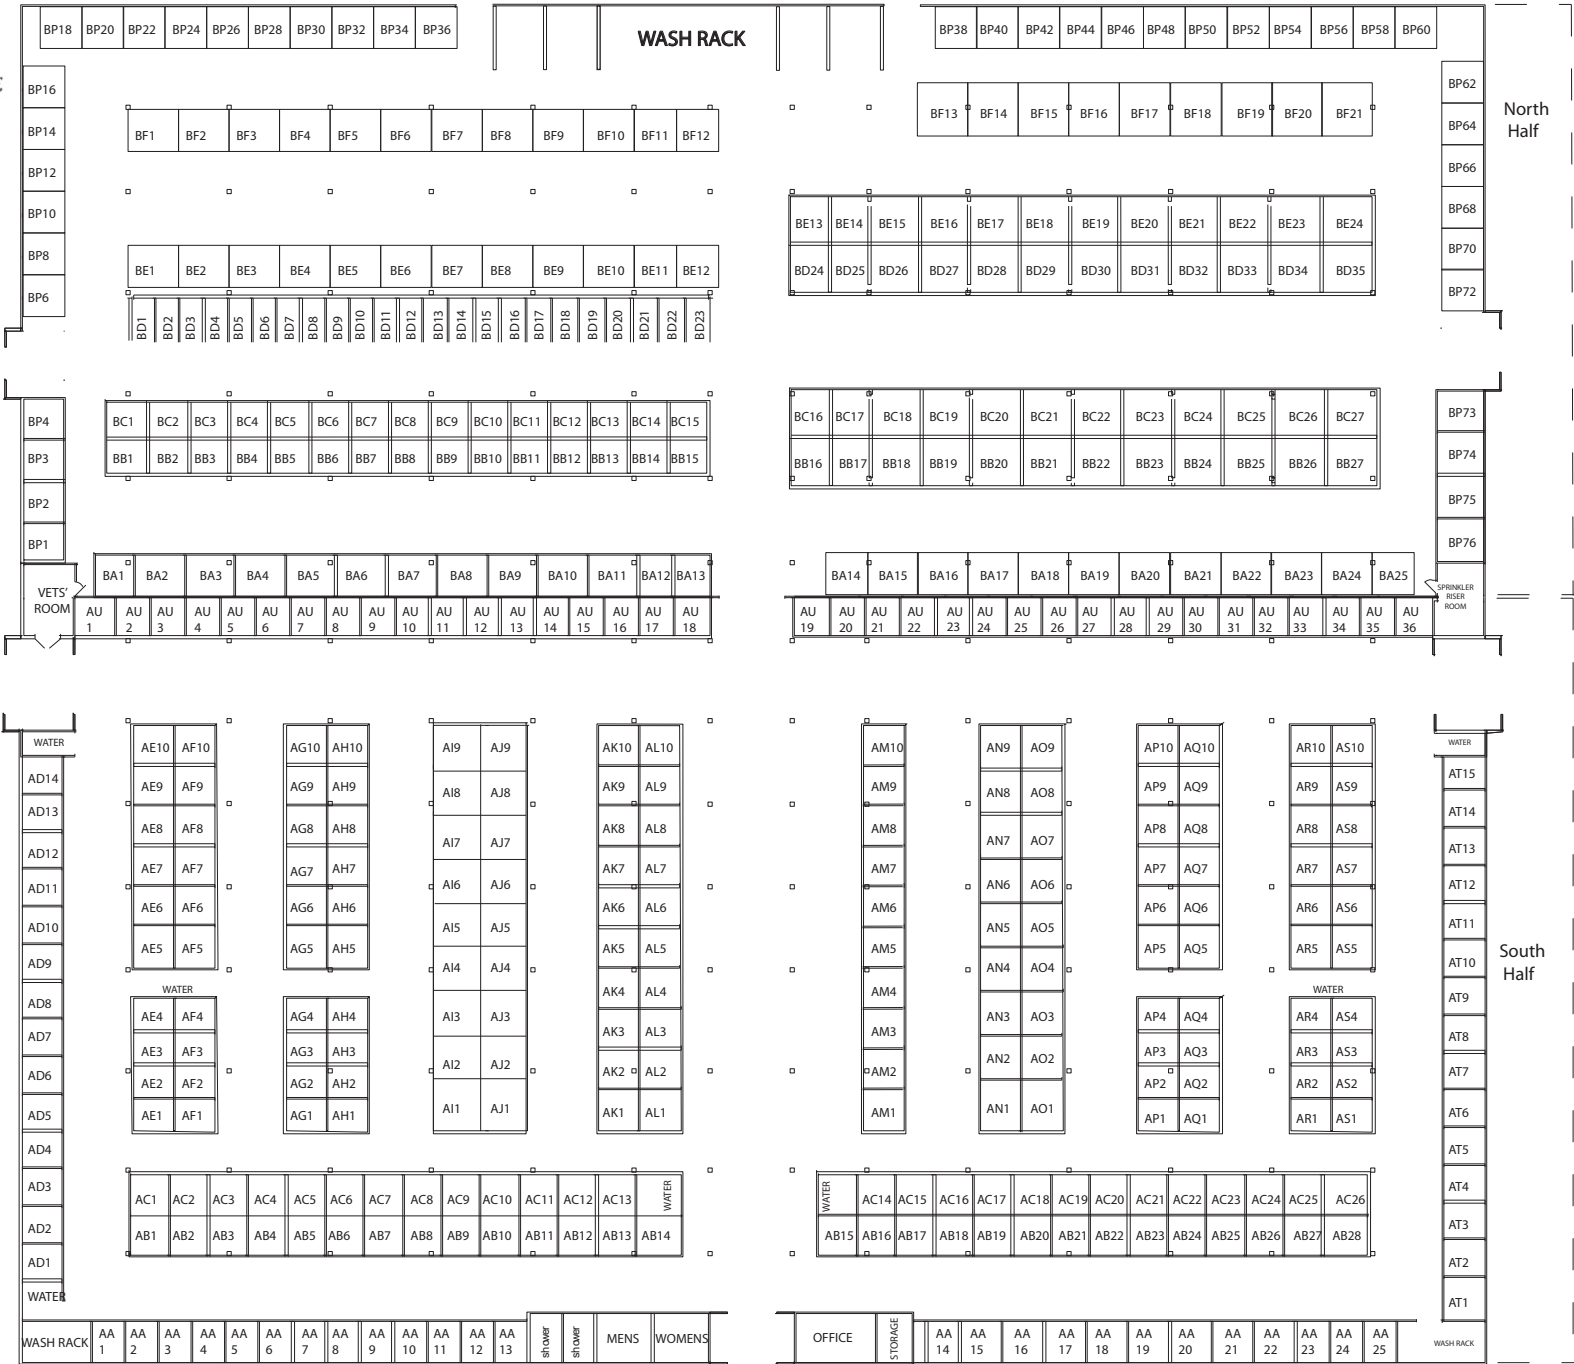 BP18 BP20 BP22 BP24 BP26 BP28 BP30 BP32 BP34 BP36
WASH RACK
BP38 BP40 BP42 BP44 BP46 BP48 BP50 BP52 BP54 BP56 BP58 BP60
BP16
BP14
BP12
BP10
BP8
BP6
BF1 BF2 BF3 BF4 BF5 BF6 BF7 BF8 BF9 BF10 BF11 BF12
BF13 BF14 BF15 BF16 BF17 BF18 BF19 BF20 BF21
BP62
BP64
BP66
BP68
BP70
BP72
North
Half
BE1 BE2 BE3 BE4 BE5 BE6 BE7 BE8 BE9 BE10 BE11 BE12
BD1 BD2 BD3 BD4 BD5 BD6 BD7 BD8 BD9 BD10 BD11 BD12 BD13 BD14 BD15 BD16 BD17 BD18 BD19 BD20 BD21 BD22 BD23
BE13 BE14 BE15 BE16 BE17 BE18 BE19 BE20 BE21 BE22 BE23 BE24
BD24 BD25 BD26 BD27 BD28 BD29 BD30 BD31 BD32 BD33 BD34 BD35
BP4
BP3
BP2
BP1
BC1 BC2 BC3 BC4 BC5 BC6 BC7 BC8 BC9 BC10 BC11 BC12 BC13 BC14 BC15
BB1 BB2 BB3 BB4 BB5 BB6 BB7 BB8 BB9 BB10 BB11 BB12 BB13 BB14 BB15
BC16 BC17 BC18 BC19 BC20 BC21 BC22 BC23 BC24 BC25 BC26 BC27
BB16 BB17 BB18 BB19 BB20 BB21 BB22 BB23 BB24 BB25 BB26 BB27
BP73
BP74
BP75
BP76
VETS'
ROOM
BA1 BA2 BA3 BA4 BA5 BA6 BA7 BA8 BA9 BA10 BA11 BA12 BA13
AU AU AU AU AU AU AU AU AU AU AU AU AU AU AU AU AU AU
1 2 3 4 5 6 7 8 9 10 11 12 13 14 15 16 17 18
BA14 BA15 BA16 BA17 BA18 BA19 BA20 BA21 BA22 BA23 BA24 BA25
AU AU AU AU AU AU AU AU AU AU AU AU AU AU AU AU AU AU
19 20 21 22 23 24 25 26 27 28 29 30 31 32 33 34 35 36
SPRINKLER
RISER
ROOM
WATER
AD14
AD13
AD12
AD11
AD10
AD9
AD8
AD7
AD6
AD5
AD4
AD3
AD2
AD1
WATER
AE10 AF10
AE9 AF9
AE8 AF8
AE7 AF7
AE6 AF6
AE5 AF5
WATER
AE4 AF4
AE3 AF3
AE2 AF2
AE1 AF1
AG10 AH10
AG9 AH9
AG8 AH8
AG7 AH7
AG6 AH6
AG5 AH5
AG4 AH4
AG3 AH3
AG2 AH2
AG1 AH1
AI9 AJ9
AI8 AJ8
AI7 AJ7
AI6 AJ6
AI5 AJ5
AI4 AJ4
AI3 AJ3
AI2 AJ2
AI1 AJ1
AK10 AL10
AK9 AL9
AK8 AL8
AK7 AL7
AK6 AL6
AK5 AL5
AK4 AL4
AK3 AL3
AK2 AL2
AK1 AL1
AM10
AM9
AM8
AM7
AM6
AM5
AM4
AM3
AM2
AM1
AN9 AO9
AN8 AO8
AN7 AO7
AN6 AO6
AN5 AO5
AN4 AO4
AN3 AO3
AN2 AO2
AN1 AO1
AP10 AQ10
AP9 AQ9
AP8 AQ8
AP7 AQ7
AP6 AQ6
AP5 AQ5
AP4 AQ4
AP3 AQ3
AP2 AQ2
AP1 AQ1
AR10 AS10
AR9 AS9
AR8 AS8
AR7 AS7
AR6 AS6
AR5 AS5
WATER
AR4 AS4
AR3 AS3
AR2 AS2
AR1 AS1
WATER
AT15
AT14
AT13
AT12
AT11
AT10
AT9
AT8
AT7
AT6
AT5
AT4
AT3
AT2
AT1
South
Half
AC1 AC2 AC3 AC4 AC5 AC6 AC7 AC8 AC9 AC10 AC11 AC12 AC13 WATER
AB1 AB2 AB3 AB4 AB5 AB6 AB7 AB8 AB9 AB10 AB11 AB12 AB13 AB14
WATER AC14 AC15 AC16 AC17 AC18 AC19 AC20 AC21 AC22 AC23 AC24 AC25 AC26
AB15 AB16 AB17 AB18 AB19 AB20 AB21 AB22 AB23 AB24 AB25 AB26 AB27 AB28
WASH RACK
AA AA AA AA AA AA AA AA AA AA AA AA AA
1 2 3 4 5 6 7 8 9 10 11 12 13
shower shower MENS WOMENS
OFFICE STORAGE
AA AA AA AA AA AA AA AA AA AA AA AA
14 15 16 17 18 19 20 21 22 23 24 25
WASH RACK